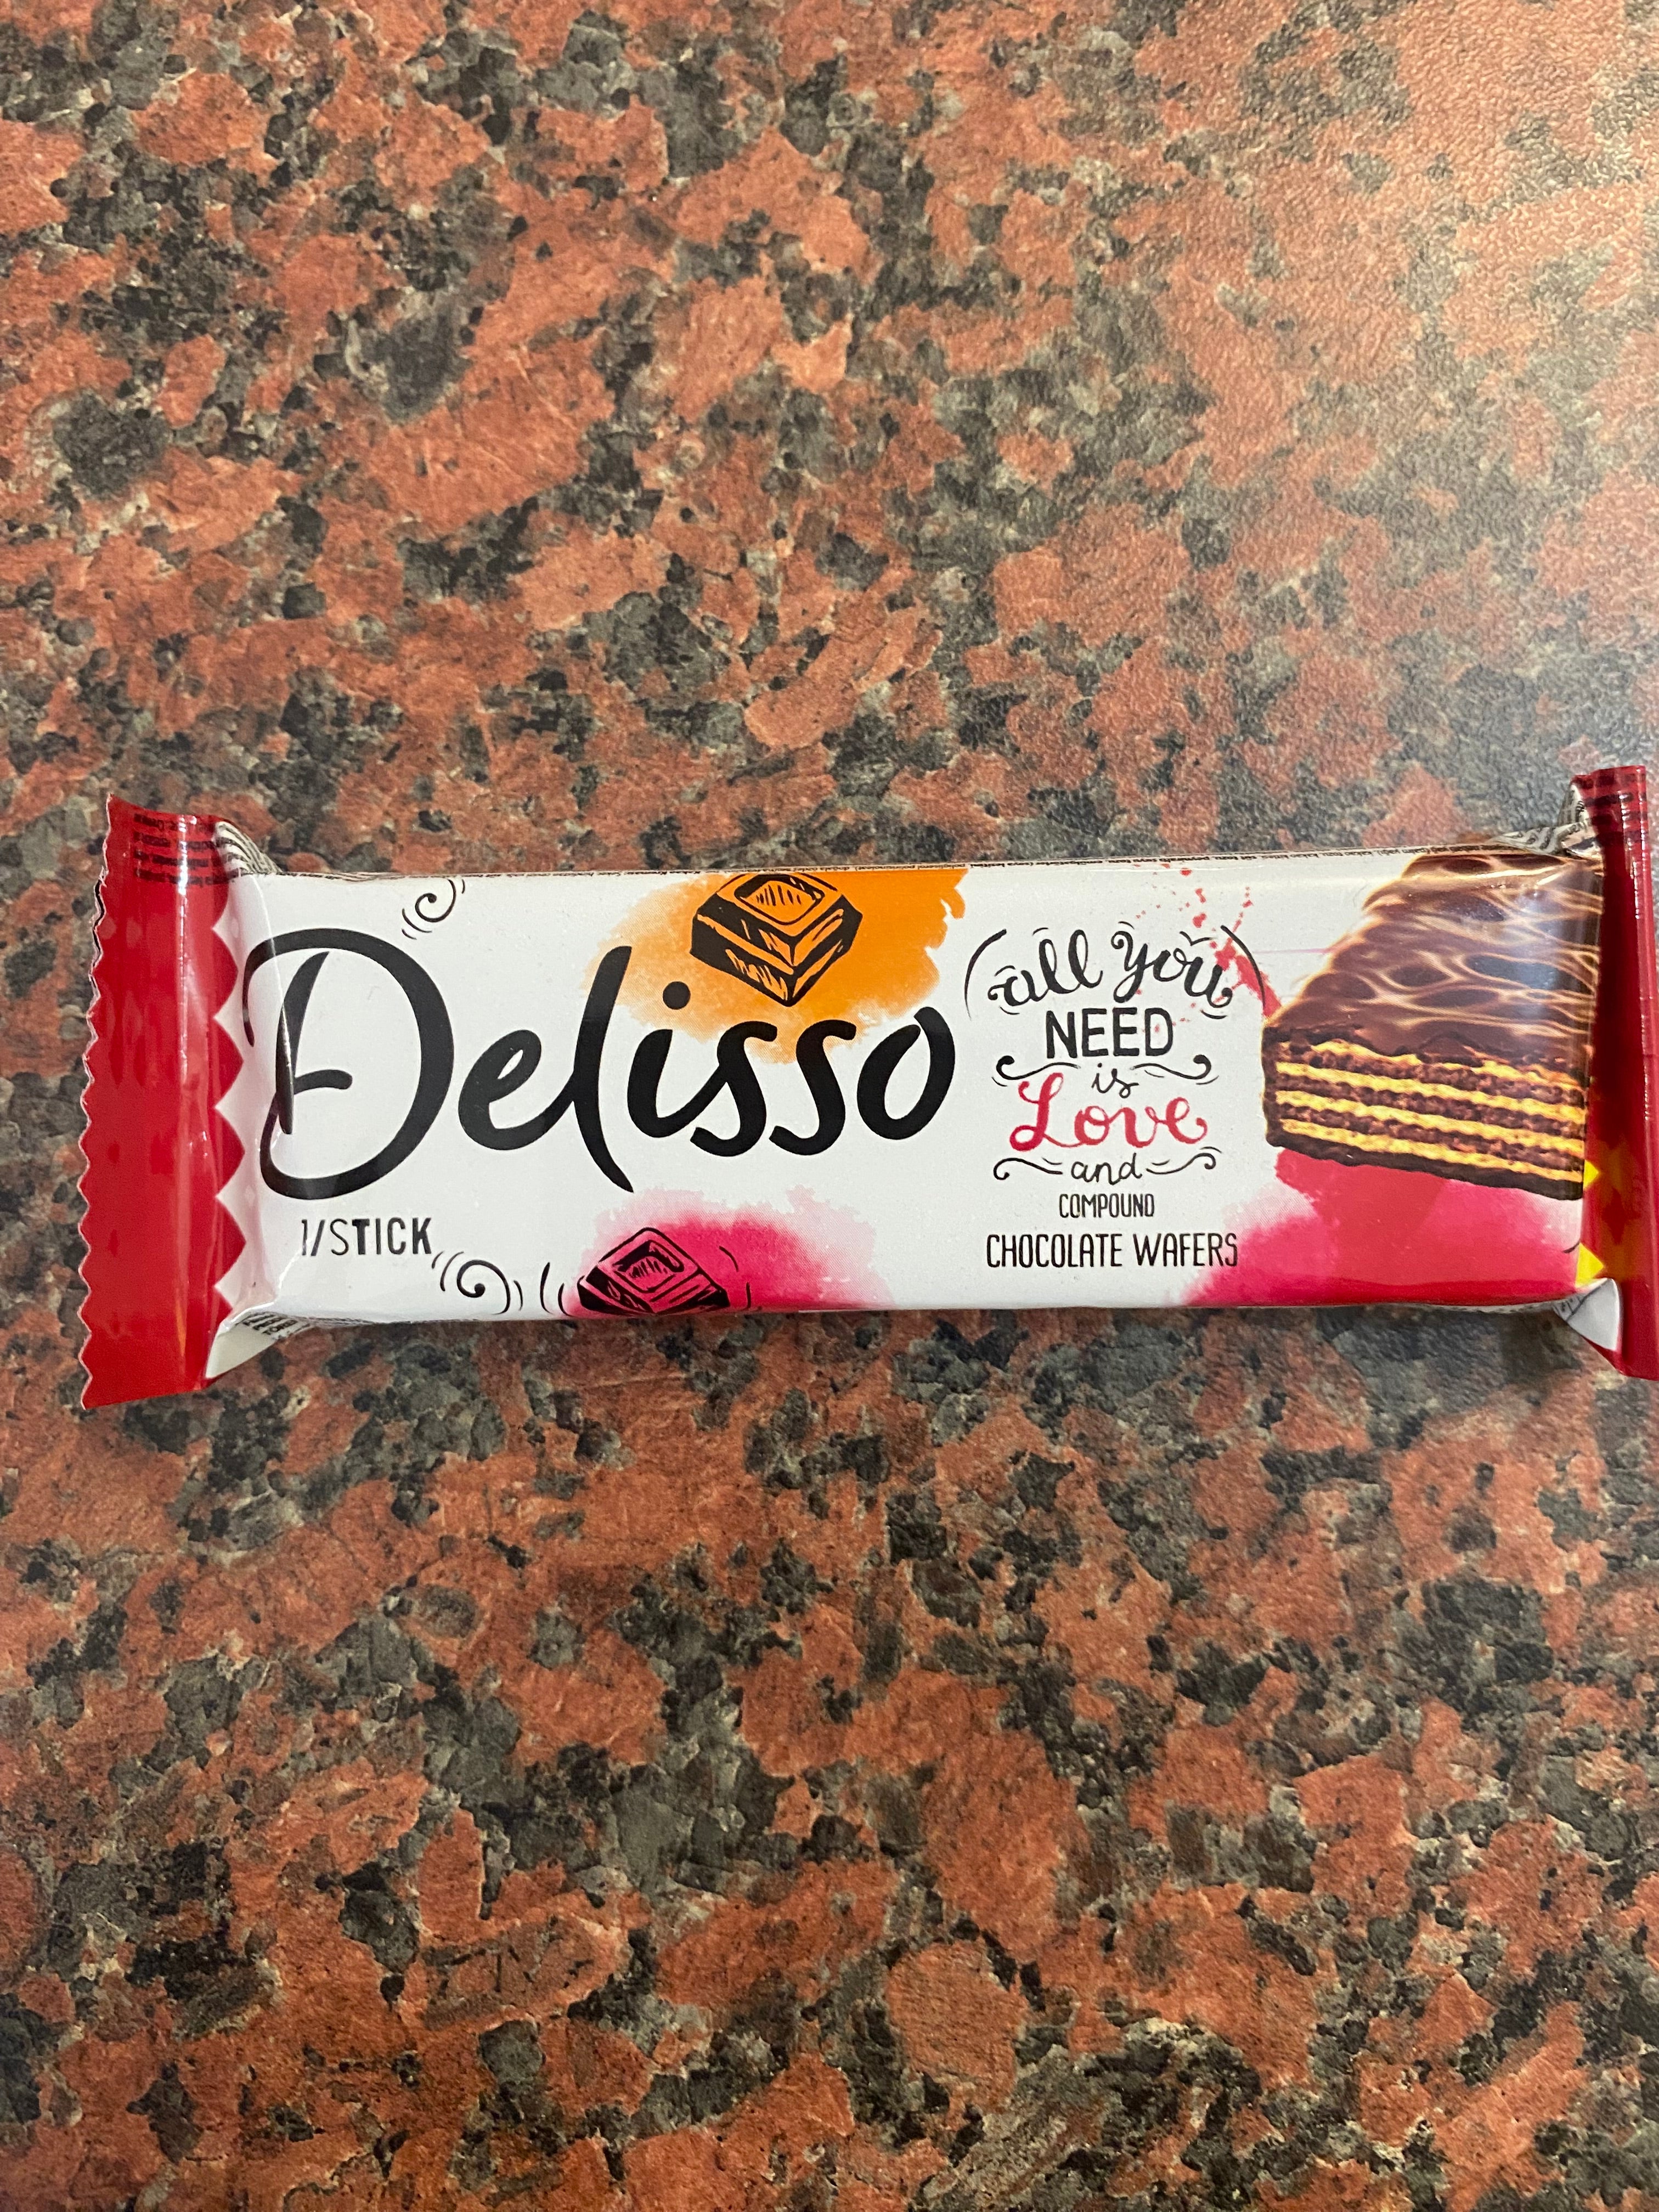 Delisso
1/STICK
all you
NEED
is
Love
and
COMPOUND
CHOCOLATE WAFERS